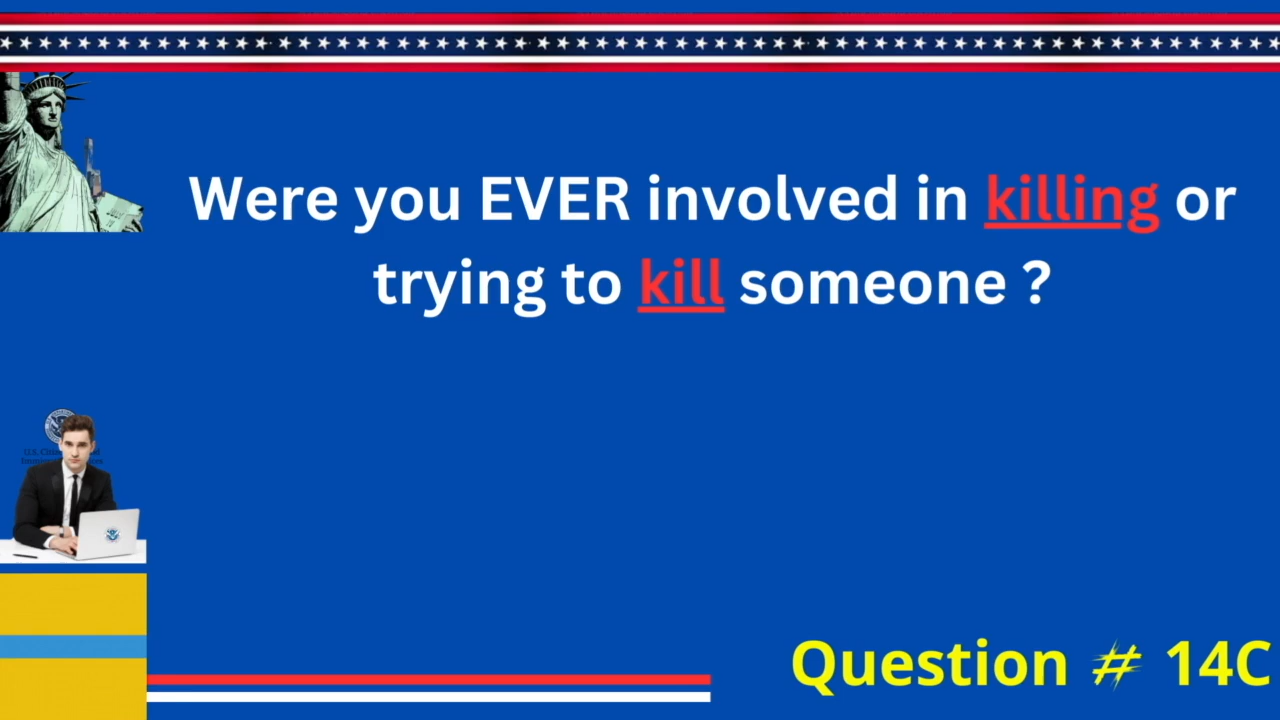 Were you EVER involved in killing or
trying to kill someone ?
Question # 14C